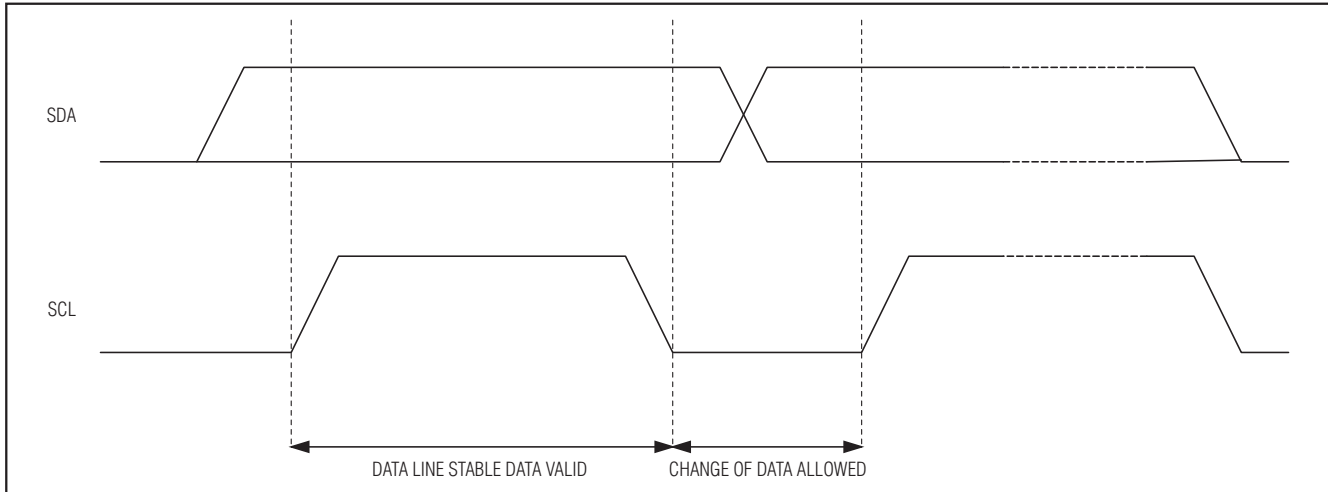 SDA
SCL
DATA LINE STABLE DATA VALID
CHANGE OF DATA ALLOWED